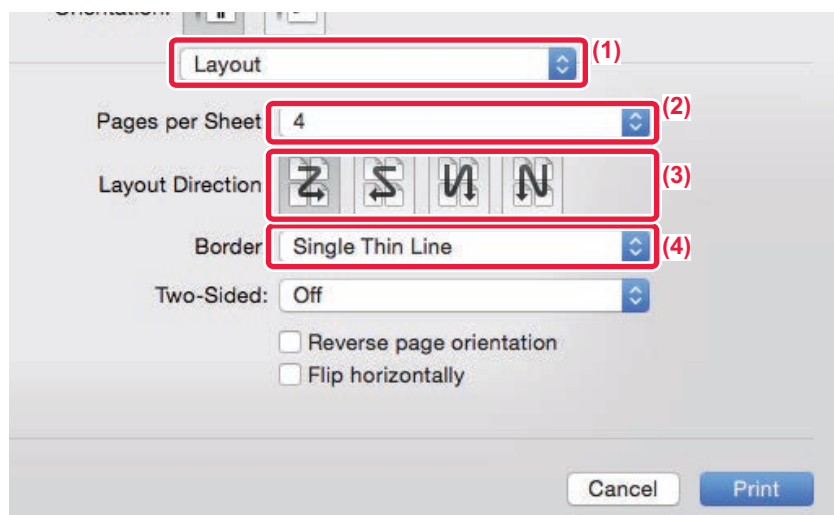 Orientation:
Layout (1)
Pages per Sheet 4 (2)
Layout Direction (3)
Border Single Thin Line (4)
Two-Sided: Off
Reverse page orientation
Flip horizontally
Cancel Print